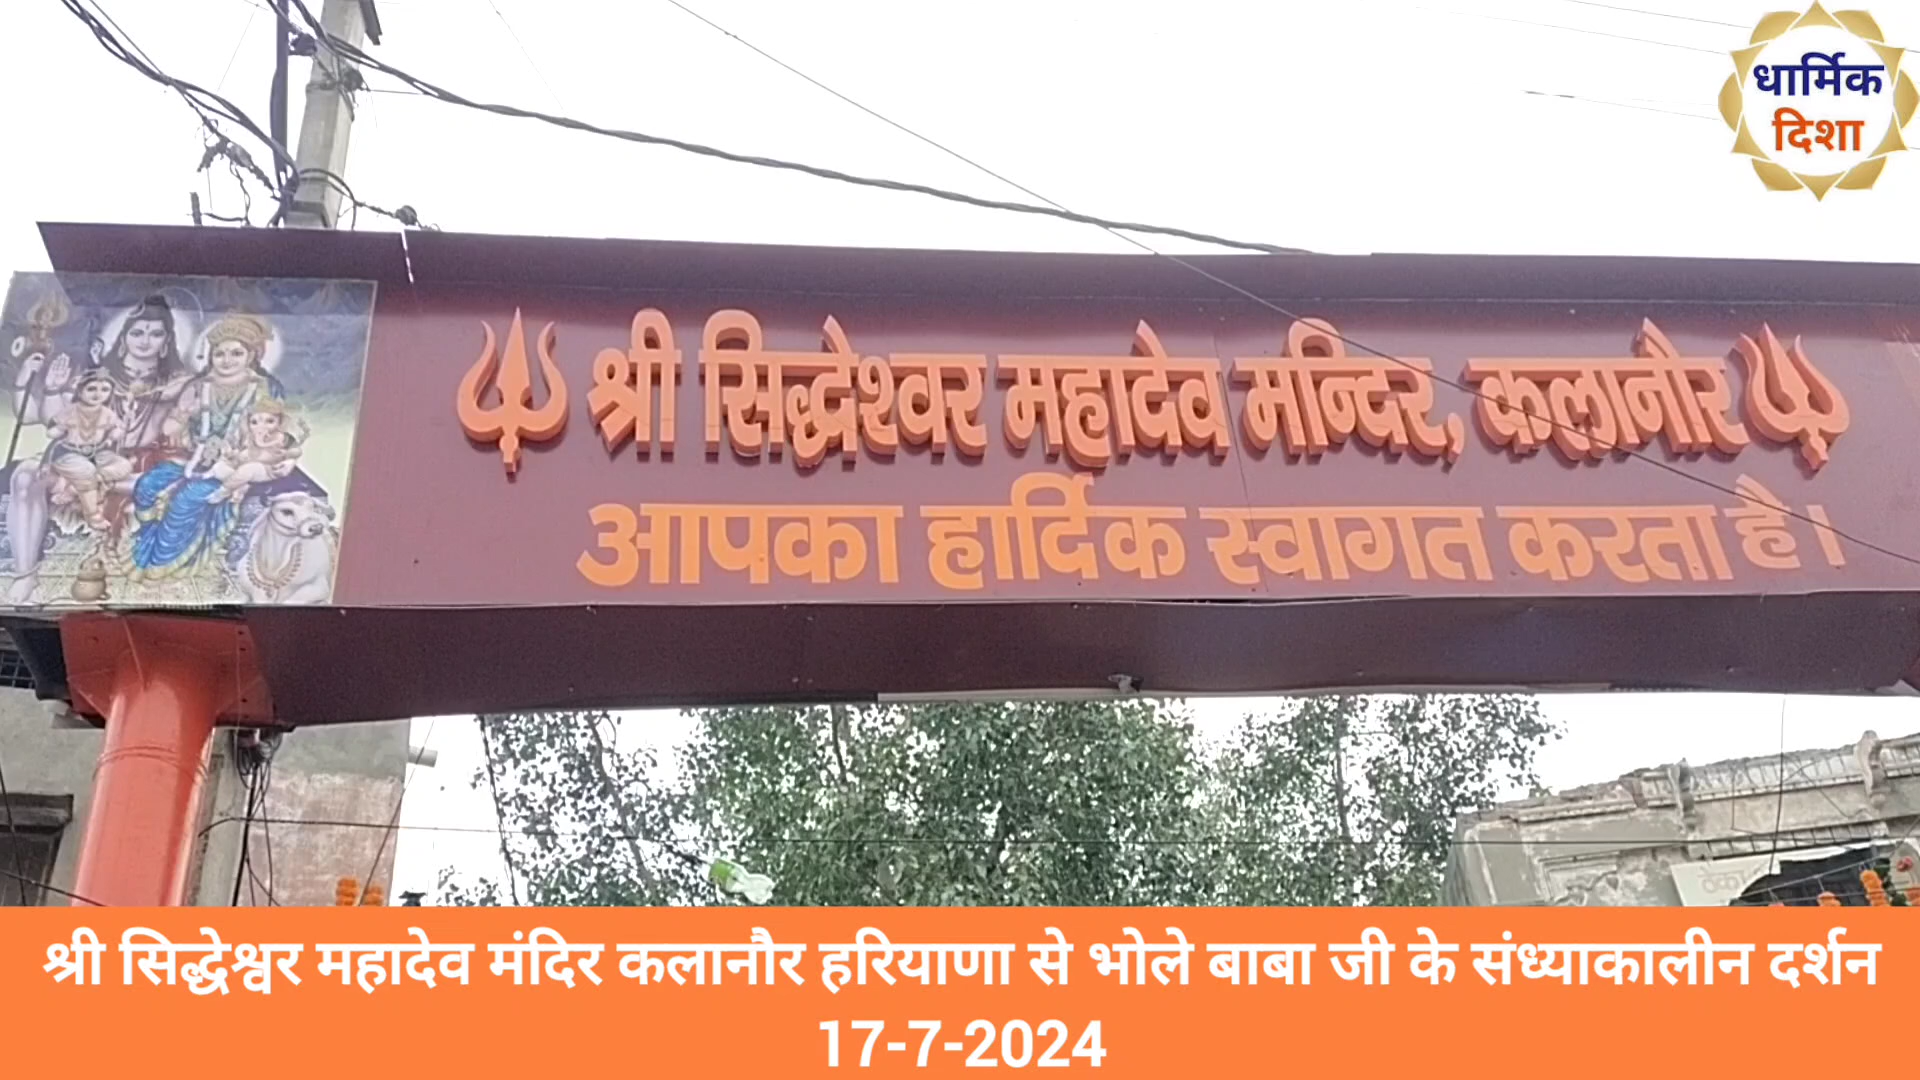 धार्मिक
दिशा
श्री सिद्धेश्वर महादेव मन्दिर, कलानौर
आपका हार्दिक स्वागत करता है।
श्री सिद्धेश्वर महादेव मंदिर कलानौर हरियाणा से भोले बाबा जी के संध्याकालीन दर्शन
17-7-2024